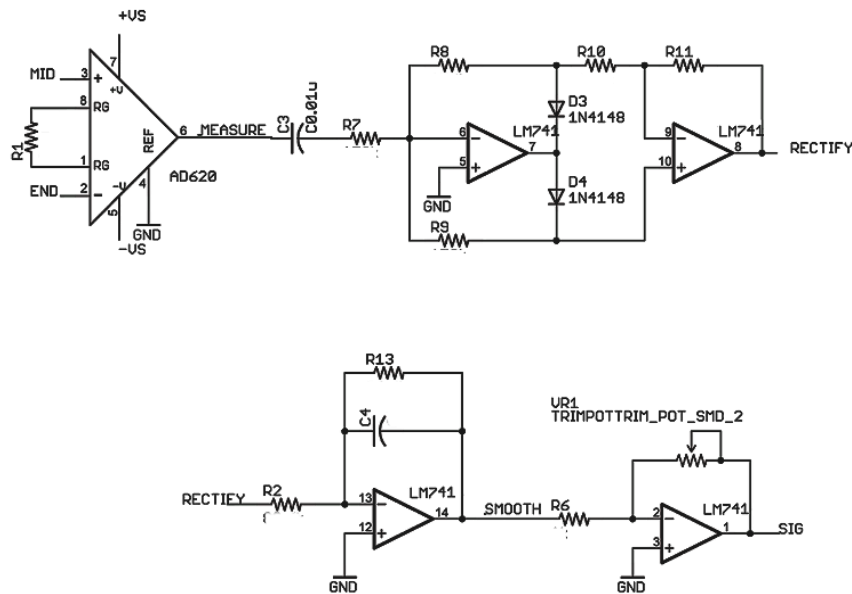 +VS
7
MID
3
+
+V
8
RG
R1
REF
6
MEASURE
C3
C0.01u
R7
1
RG
4
AD620
END
2
-
-V
5
GND
-VS
R8
R10
R11
D3
1N4148
6
-
LM741
7
5
+
GND
D4
1N4148
R9
9
-
LM741
8
RECTIFY
10
+
R13
C4
RECTIFY
R2
13
-
LM741
14
12
+
GND
SMOOTH
R6
VR1
TRIMPOTTRIM_POT_SMD_2
2
-
LM741
1
SIG
3
+
GND